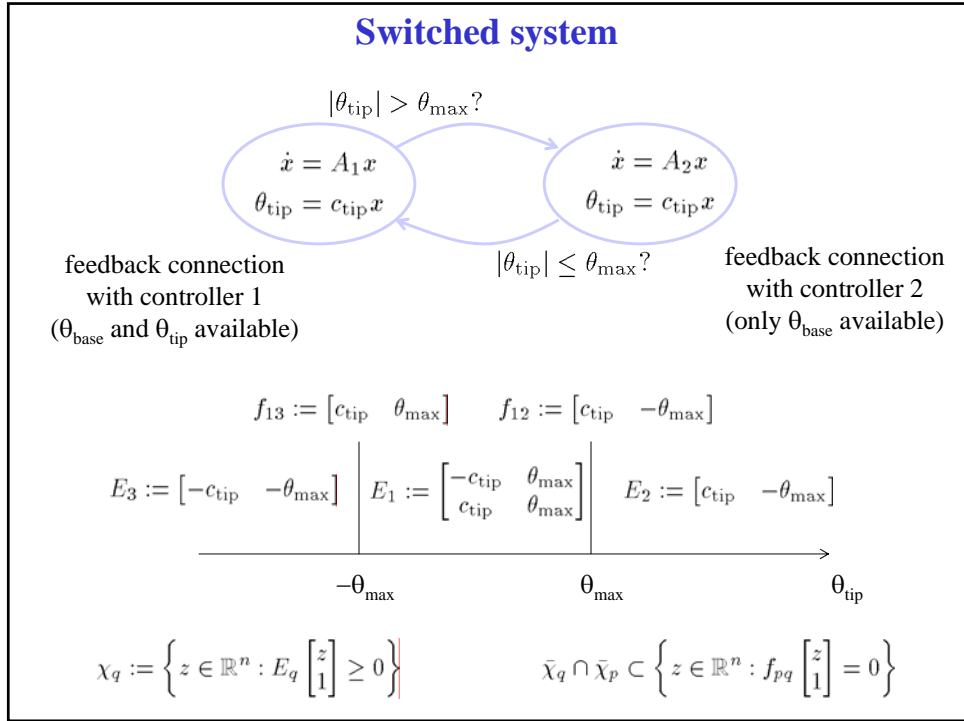 Switched system
|θ_tip| > θ_max?
ẋ = A_1 x
θ_tip = c_tip x
ẋ = A_2 x
θ_tip = c_tip x
|θ_tip| ≤ θ_max?
feedback connection
with controller 1
(θ_base and θ_tip available)
feedback connection
with controller 2
(only θ_base available)
f_13 := [c_tip θ_max]
f_12 := [c_tip −θ_max]
E_3 := [−c_tip −θ_max]
E_1 := [−c_tip θ_max; c_tip θ_max]
E_2 := [c_tip −θ_max]
−θ_max
θ_max
θ_tip
χ_q := {z ∈ ℝ^n : E_q [z; 1] ≥ 0}
χ̄_q ∩ χ̄_p ⊂ {z ∈ ℝ^n : f_pq [z; 1] = 0}